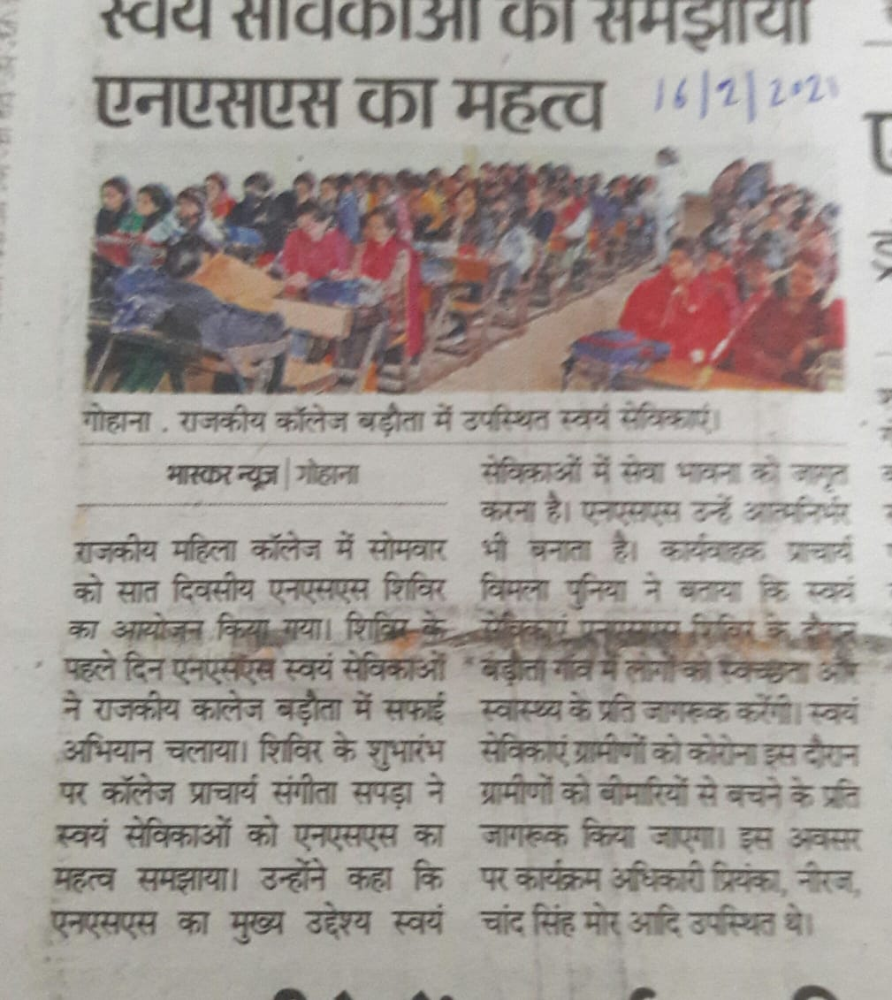 स्वयं सेविकाओं को समझाया
एनएसएस का महत्व
16/2/2021
गोहाना . राजकीय कॉलेज बड़ौता में उपस्थित स्वयं सेविकाएं।
भास्कर न्यूज | गोहाना
राजकीय महिला कॉलेज में सोमवार
को सात दिवसीय एनएसएस शिविर
का आयोजन किया गया। शिविर के
पहले दिन एनएसएस स्वयं सेविकाओं
ने राजकीय कालेज बड़ौता में सफाई
अभियान चलाया। शिविर के शुभारंभ
पर कॉलेज प्राचार्य संगीता सपड़ा ने
स्वयं सेविकाओं को एनएसएस का
महत्व समझाया। उन्होंने कहा कि
एनएसएस का मुख्य उद्देश्य स्वयं
सेविकाओं में सेवा भावना को जागृत
करना है। एनएसएस उन्हें आत्मनिर्भर
भी बनाता है। कार्यवाहक प्राचार्य
विमला पुनिया ने बताया कि स्वयं
सेविकाएं एनएसएस शिविर के दौरान
बड़ौता गांव में लोगों को स्वच्छता और
स्वास्थ्य के प्रति जागरूक करेंगी। स्वयं
सेविकाएं ग्रामीणों को कोरोना इस दौरान
ग्रामीणों को बीमारियों से बचने के प्रति
जागरूक किया जाएगा। इस अवसर
पर कार्यक्रम अधिकारी प्रियंका, नीरज,
चांद सिंह मोर आदि उपस्थित थे।